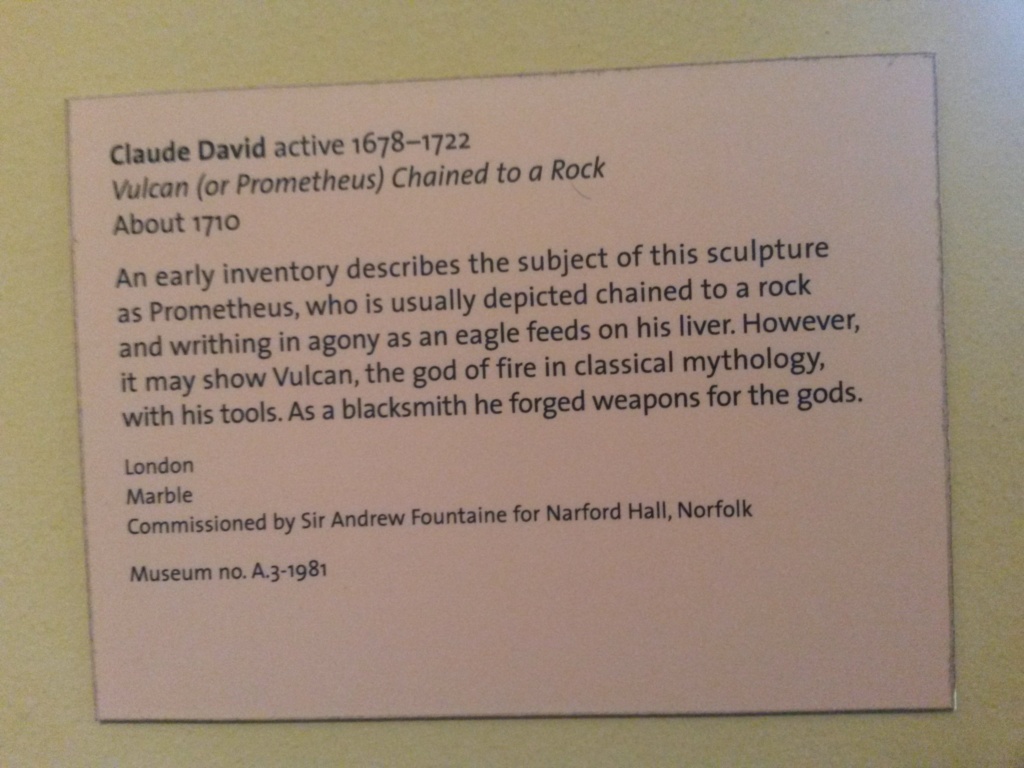 Claude David active 1678–1722
Vulcan (or Prometheus) Chained to a Rock
About 1710
An early inventory describes the subject of this sculpture
as Prometheus, who is usually depicted chained to a rock
and writhing in agony as an eagle feeds on his liver. However,
it may show Vulcan, the god of fire in classical mythology,
with his tools. As a blacksmith he forged weapons for the gods.
London
Marble
Commissioned by Sir Andrew Fountaine for Narford Hall, Norfolk
Museum no. A.3-1981